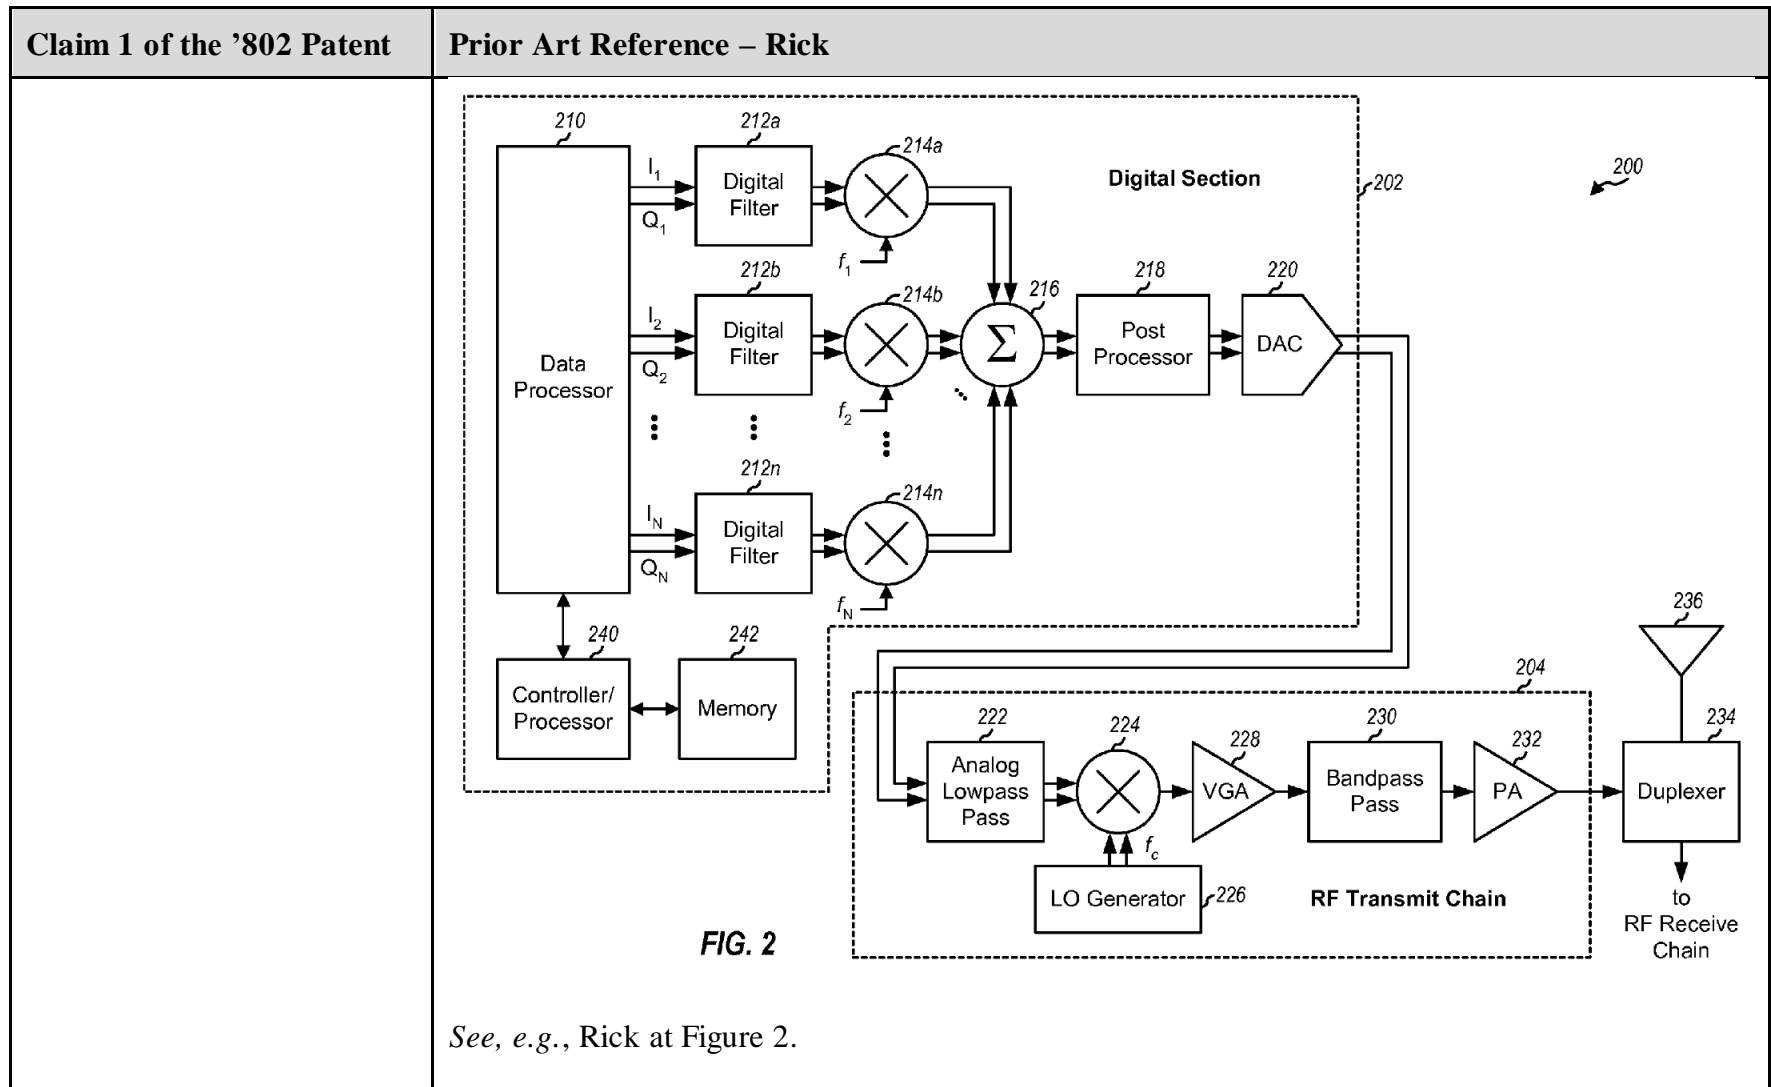 Claim 1 of the ’802 Patent
Prior Art Reference – Rick
210
212a
214a
I1
Q1
Digital
Filter
f1
Digital Section
202
200
212b
214b
I2
Q2
Digital
Filter
f2
216
Σ
218
Post
Processor
220
DAC
Data
Processor
212n
214n
IN
QN
Digital
Filter
fN
240
Controller/
Processor
242
Memory
236
204
222
Analog
Lowpass
Pass
224
fc
LO Generator
226
228
VGA
230
Bandpass
Pass
232
PA
234
Duplexer
RF Transmit Chain
to
RF Receive
Chain
FIG. 2
See, e.g., Rick at Figure 2.